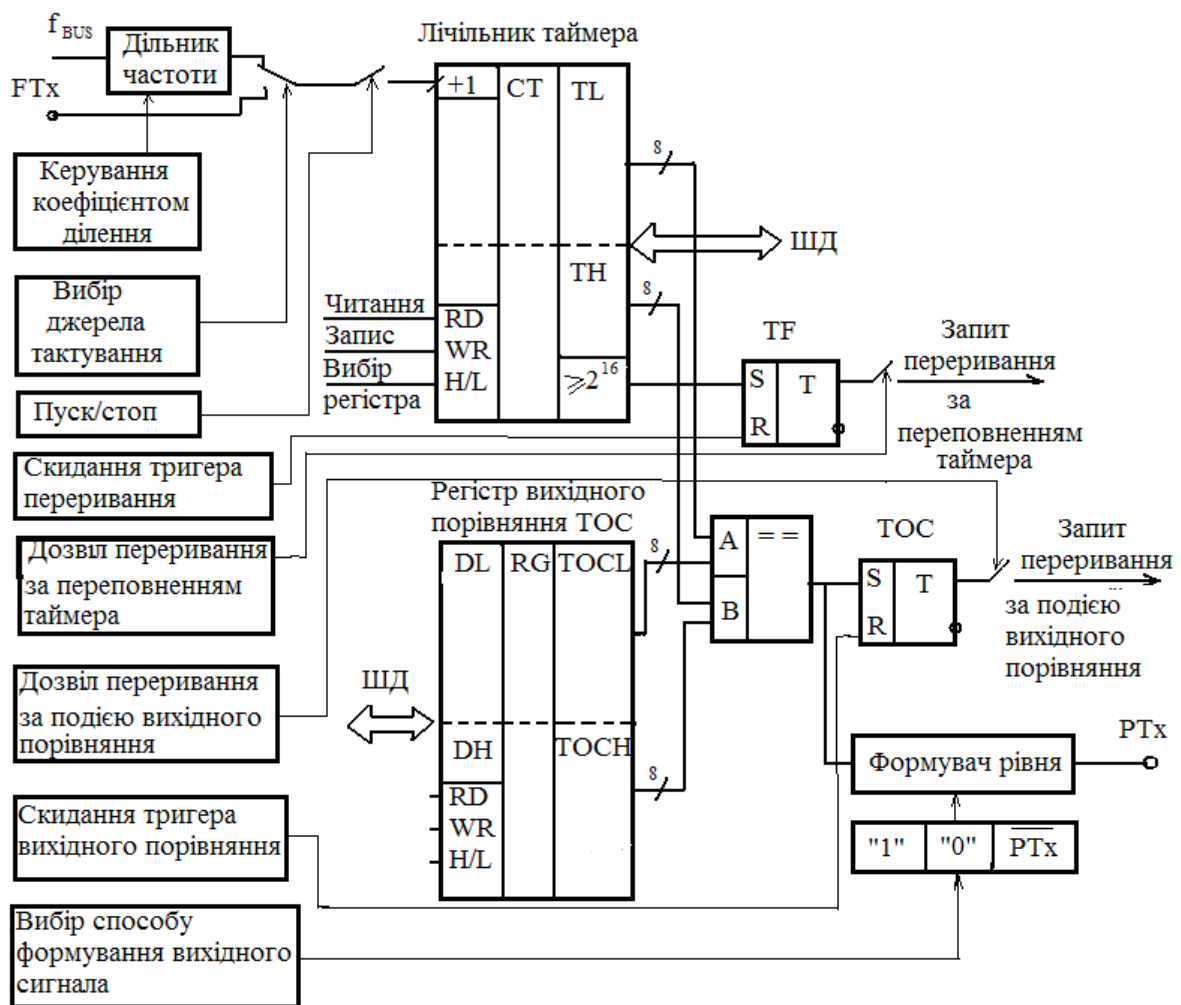 f BUS
Дільник
частоти
FTx
Лічільник таймера
+1
CT
TL
8
Керування
коефіцієнтом
ділення
ШД
TH
8
Вибір
джерела
тактування
Читання
Запис
Вибір
регістра
RD
WR
H/L
≥2^16
TF
S
T
R
Запит
переривання
за
переповненням
таймера
Пуск/стоп
Скидання тригера
переривання
Регістр вихідного
порівняння TOC
DL
RG
TOCL
8
A
= =
B
TOC
S
T
R
Запит
переривання
за подією
вихідного
порівняння
Дозвіл переривання
за переповненням
таймера
Дозвіл переривання
за подією вихідного
порівняння
ШД
DH
TOCH
8
RD
WR
H/L
PTx
Формувач рівня
"1"
"0"
P̅T̅x̅
Скидання тригера
вихідного порівняння
Вибір способу
формування вихідного
сигнала